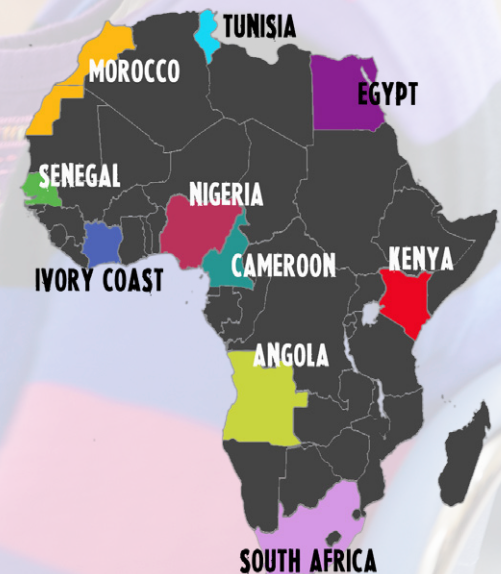 TUNISIA
MOROCCO
EGYPT
SENEGAL
NIGERIA
IVORY COAST
CAMEROON
KENYA
ANGOLA
SOUTH AFRICA